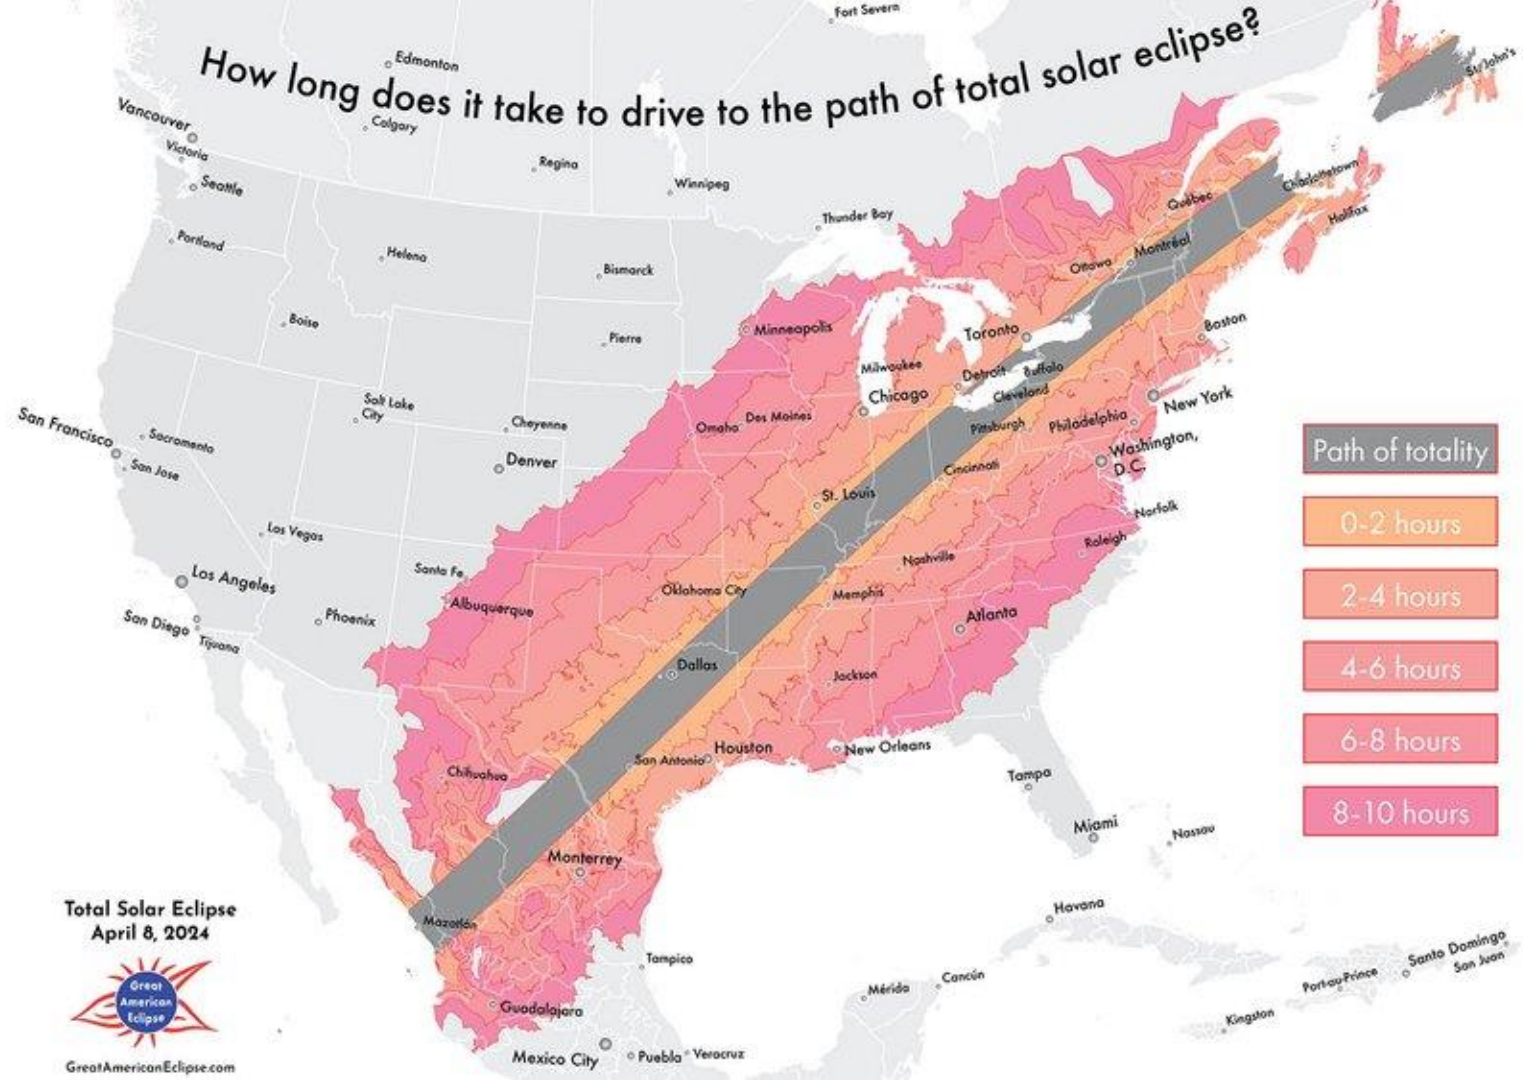 How long does it take to drive to the path of total solar eclipse?
Fort Severn
Edmonton
St. John's
Vancouver
Calgary
Victoria
Regina
Winnipeg
Seattle
Charlottetown
Québec
Thunder Bay
Halifax
Portland
Helena
Montréal
Ottawa
Bismarck
Boise
Minneapolis
Toronto
Boston
Pierre
Milwaukee
Detroit
Buffalo
Chicago
Cleveland
New York
Salt Lake
City
Cheyenne
Omaha
Des Moines
Pittsburgh
Philadelphia
San Francisco
Sacramento
Washington,
D.C.
Path of totality
San Jose
Denver
Cincinnati
St. Louis
Norfolk
0-2 hours
Las Vegas
Raleigh
Nashville
Santa Fe
Los Angeles
Oklahoma City
Memphis
2-4 hours
Albuquerque
Atlanta
San Diego
Phoenix
Tijuana
Dallas
Jackson
4-6 hours
Houston
New Orleans
6-8 hours
San Antonio
Chihuahua
Tampa
8-10 hours
Miami
Nassau
Monterrey
Mazatlán
Havana
Total Solar Eclipse
April 8, 2024
Tampico
Santo Domingo
San Juan
Great
American
Eclipse
Mérida
Cancún
Port-au-Prince
Guadalajara
Kingston
Mexico City
Puebla
Veracruz
GreatAmericanEclipse.com